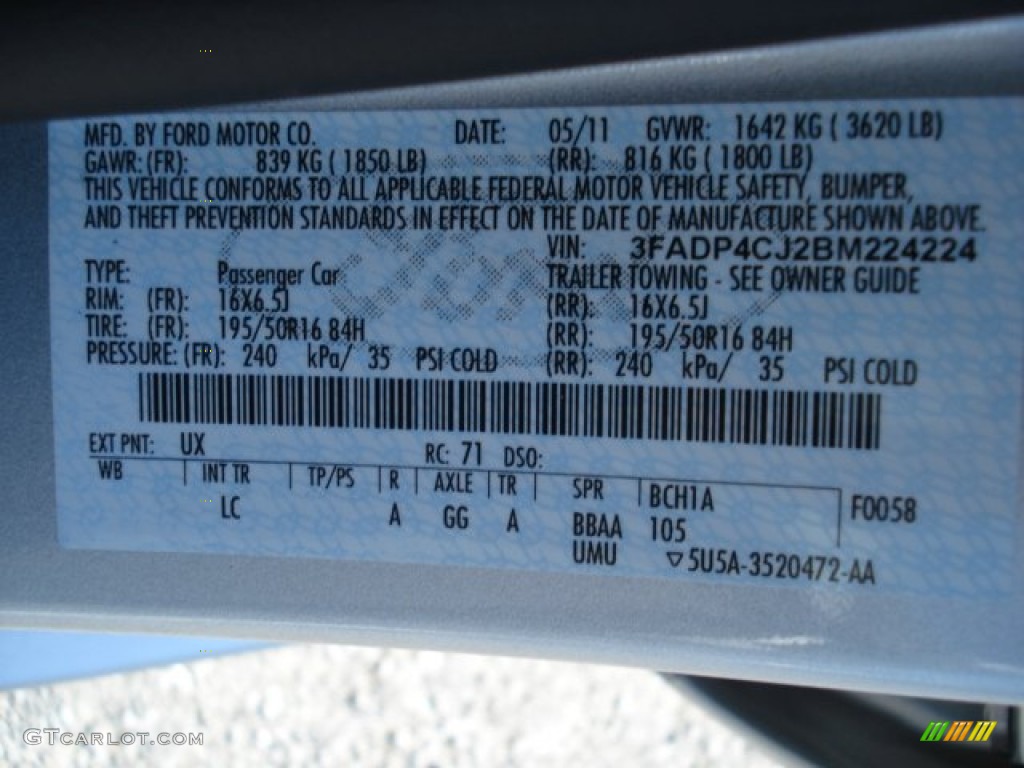 MFD. BY FORD MOTOR CO. DATE: 05/11 GVWR: 1642 KG ( 3620 LB)
GAWR: (FR): 839 KG ( 1850 LB) (RR): 816 KG ( 1800 LB)
THIS VEHICLE CONFORMS TO ALL APPLICABLE FEDERAL MOTOR VEHICLE SAFETY, BUMPER,
AND THEFT PREVENTION STANDARDS IN EFFECT ON THE DATE OF MANUFACTURE SHOWN ABOVE.
VIN: 3FADP4CJ2BM224224
TYPE: Passenger Car TRAILER TOWING - SEE OWNER GUIDE
RIM: (FR): 16X6.5J (RR): 16X6.5J
TIRE: (FR): 195/50R16 84H (RR): 195/50R16 84H
PRESSURE: (FR): 240 kPa/ 35 PSI COLD (RR): 240 kPa/ 35 PSI COLD
EXT PNT: UX RC: 71 DSO:
WB INT TR TP/PS R AXLE TR SPR BCH1A F0058
LC A GG A BBAA 105
UMU ▽5U5A-3520472-AA
GTcarlot.com